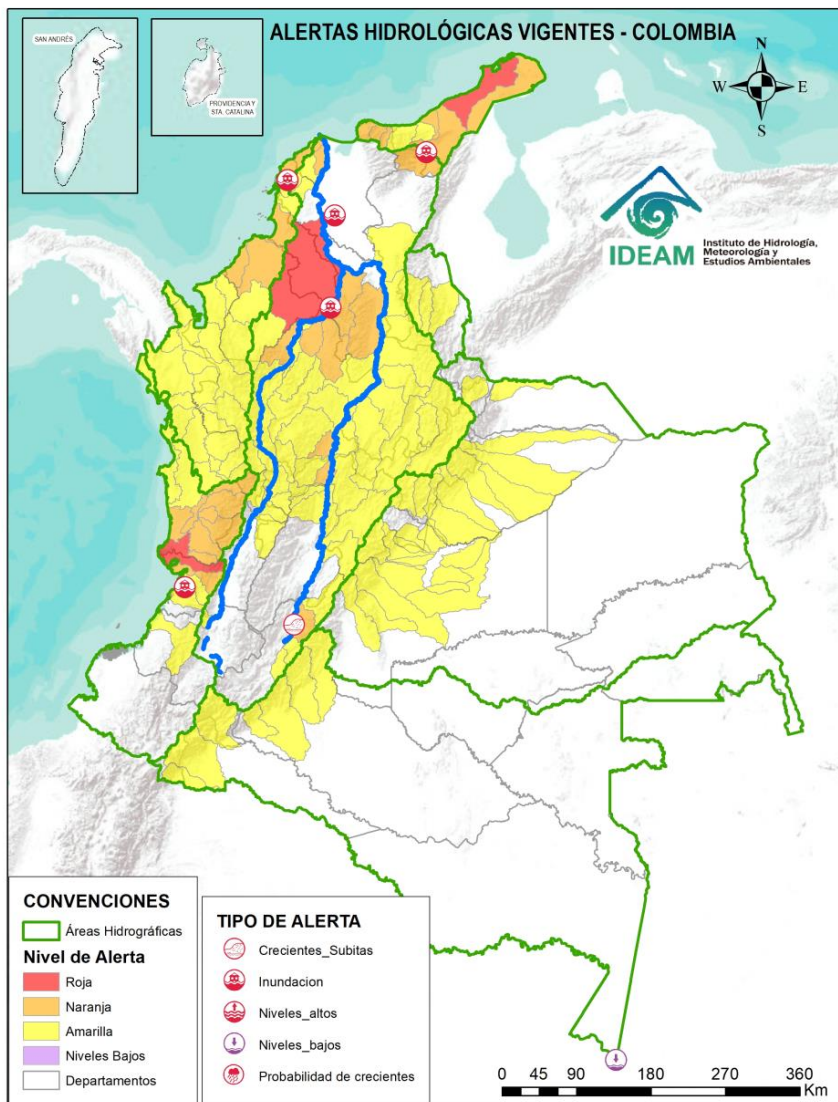 ALERTAS HIDROLÓGICAS VIGENTES - COLOMBIA
SAN ANDRÉS
PROVIDENCIA Y
STA. CATALINA
N
W E
S
IDEAM
Instituto de Hidrología,
Meteorología y
Estudios Ambientales
CONVENCIONES
Áreas Hidrográficas
Nivel de Alerta
Roja
Naranja
Amarilla
Niveles Bajos
Departamentos
TIPO DE ALERTA
Crecientes_Subitas
Inundacion
Niveles_altos
Niveles_bajos
Probabilidad de crecientes
0 45 90 180 270 360
Km